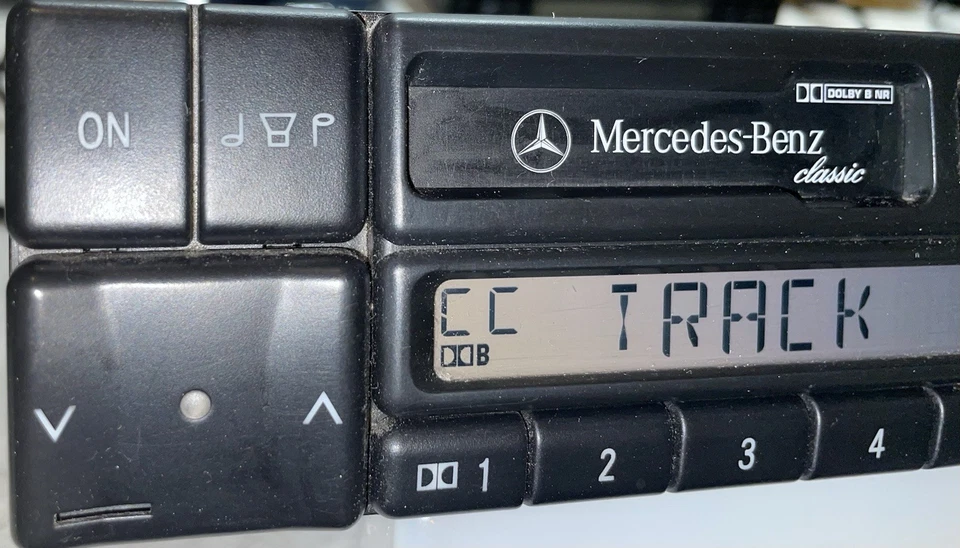 ON
Mercedes-Benz
classic
DOLBY B NR
CC TRACK
B
1 2 3 4